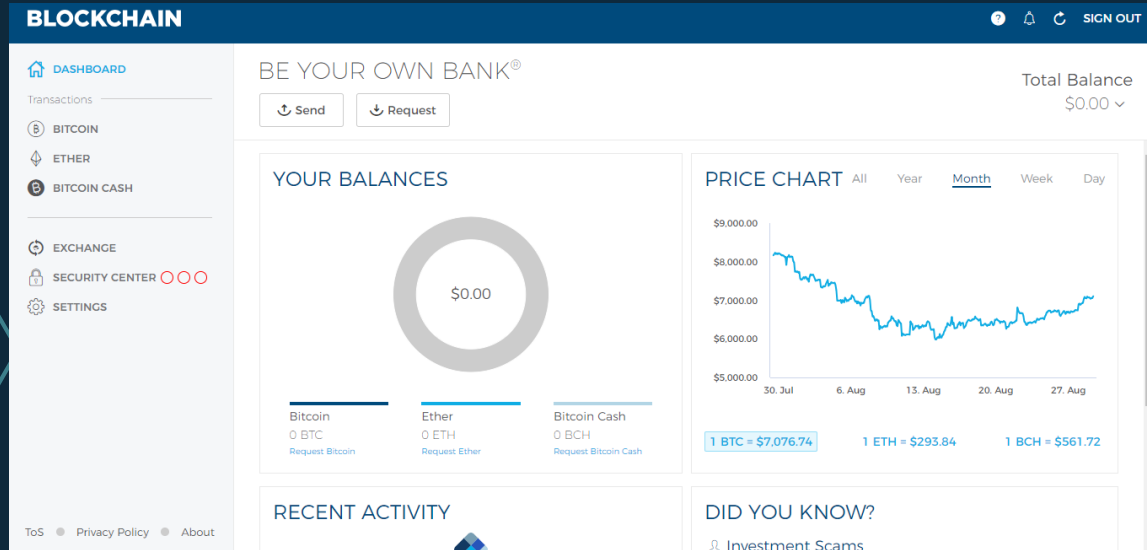 BLOCKCHAIN
? SIGN OUT
DASHBOARD
Transactions
BITCOIN
ETHER
BITCOIN CASH
EXCHANGE
SECURITY CENTER
SETTINGS
ToS Privacy Policy About
BE YOUR OWN BANK®
Send Request
Total Balance
$0.00
YOUR BALANCES
$0.00
Bitcoin
0 BTC
Request Bitcoin
Ether
0 ETH
Request Ether
Bitcoin Cash
0 BCH
Request Bitcoin Cash
PRICE CHART All Year Month Week Day
$9,000.00
$8,000.00
$7,000.00
$6,000.00
$5,000.00
30. Jul 6. Aug 13. Aug 20. Aug 27. Aug
1 BTC = $7,076.74 1 ETH = $293.84 1 BCH = $561.72
RECENT ACTIVITY
DID YOU KNOW?
Investment Scams